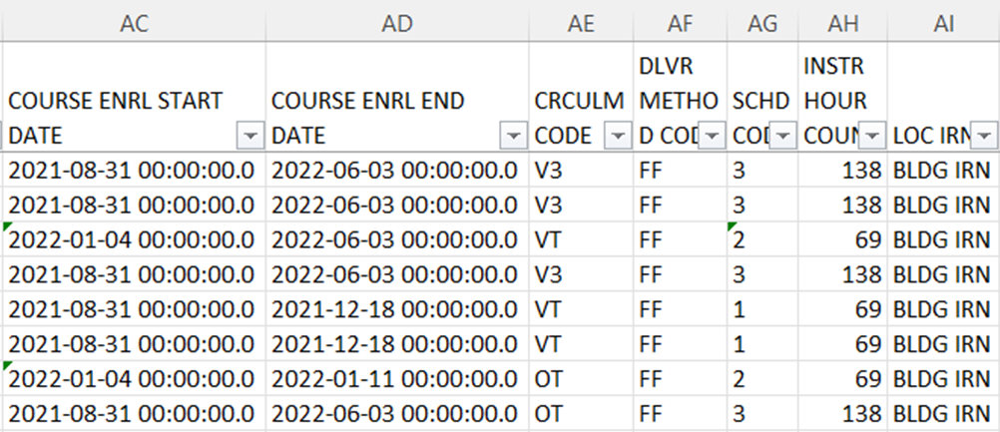 AC AD AE AF AG AH AI
DLVR INSTR
COURSE ENRL START COURSE ENRL END CRCULM METHO SCHD HOUR
DATE DATE CODE D COD COD COUN LOC IRN
2021-08-31 00:00:00.0 2022-06-03 00:00:00.0 V3 FF 3 138 BLDG IRN
2021-08-31 00:00:00.0 2022-06-03 00:00:00.0 V3 FF 3 138 BLDG IRN
2022-01-04 00:00:00.0 2022-06-03 00:00:00.0 VT FF 2 69 BLDG IRN
2021-08-31 00:00:00.0 2022-06-03 00:00:00.0 V3 FF 3 138 BLDG IRN
2021-08-31 00:00:00.0 2021-12-18 00:00:00.0 VT FF 1 69 BLDG IRN
2021-08-31 00:00:00.0 2021-12-18 00:00:00.0 VT FF 1 69 BLDG IRN
2022-01-04 00:00:00.0 2022-01-11 00:00:00.0 OT FF 2 69 BLDG IRN
2021-08-31 00:00:00.0 2022-06-03 00:00:00.0 OT FF 3 138 BLDG IRN